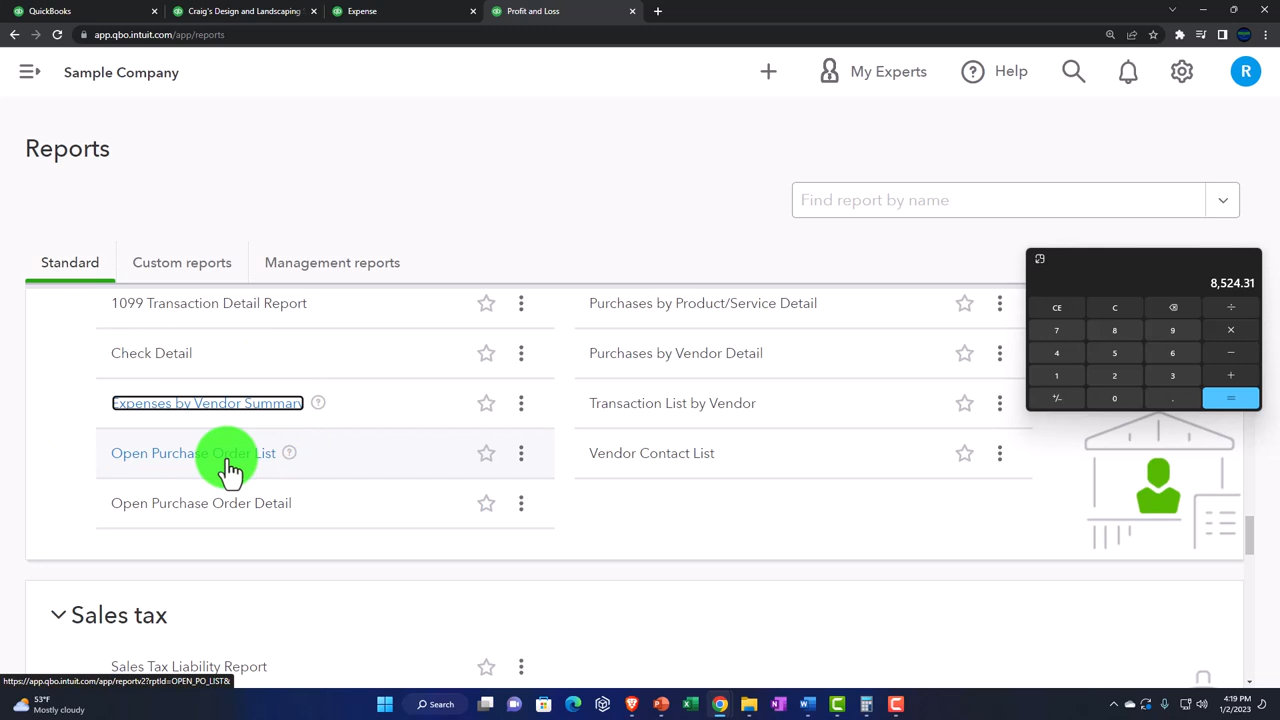 QuickBooks
Craig's Design and Landscaping S
Expense
Profit and Loss
app.qbo.intuit.com/app/reports
Sample Company
My Experts
Help
R
Reports
Find report by name
Standard
Custom reports
Management reports
8,524.31
CE C ⌫ ÷
7 8 9 ×
4 5 6 −
1 2 3 +
+/− 0 . =
1099 Transaction Detail Report
Purchases by Product/Service Detail
Check Detail
Purchases by Vendor Detail
Expenses by Vendor Summary
Transaction List by Vendor
Open Purchase Order List
Vendor Contact List
Open Purchase Order Detail
Sales tax
Sales Tax Liability Report
https://app.qbo.intuit.com/app/reportv2?rptId=OPEN_PO_LIST&
53°F
Mostly cloudy
Search
4:19 PM
1/2/2023